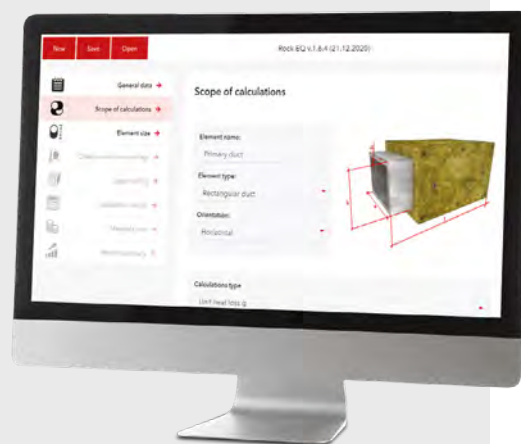 New Save Open
Rock EQ v.1.6.4 (21.12.2020)
General data
Scope of calculations
Element size
Scope of calculations
Element name:
Primary duct
Element type:
Rectangular duct
Orientation:
Horizontal
Calculations type
Unit heat loss q